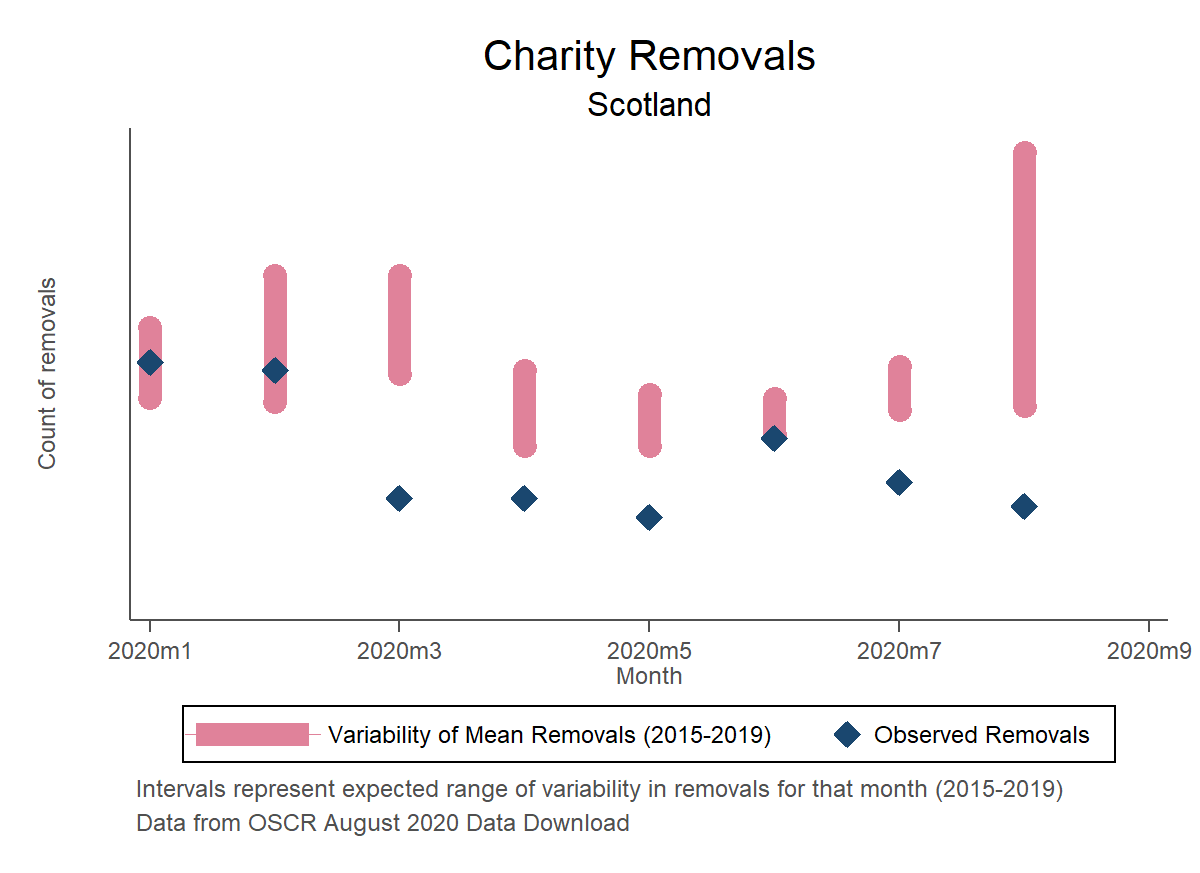 Charity Removals
Scotland
Count of removals
2020m1 2020m3 2020m5 2020m7 2020m9
Month
Variability of Mean Removals (2015-2019) Observed Removals
Intervals represent expected range of variability in removals for that month (2015-2019)
Data from OSCR August 2020 Data Download